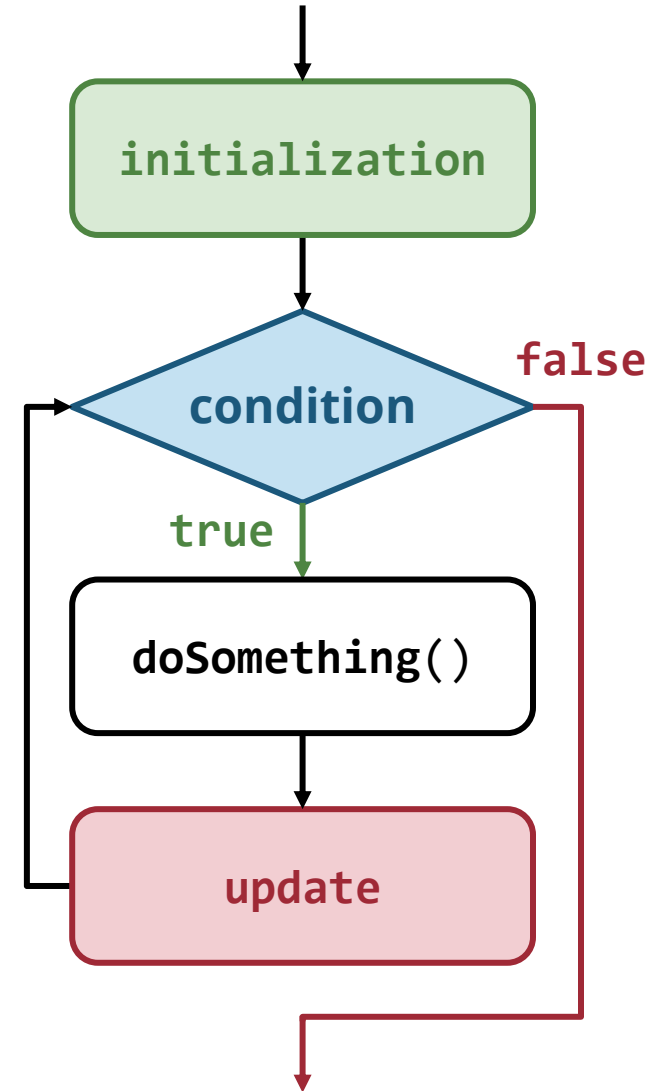 initialization
false
condition
true
doSomething()
update